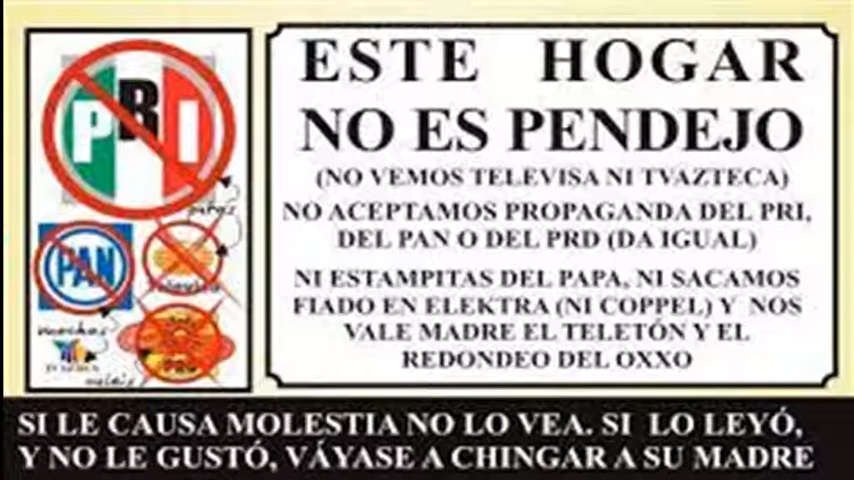 PRI
PAN
ESTE HOGAR
NO ES PENDEJO
(NO VEMOS TELEVISA NI TVAZTECA)
NO ACEPTAMOS PROPAGANDA DEL PRI,
DEL PAN O DEL PRD (DA IGUAL)
NI ESTAMPITAS DEL PAPA, NI SACAMOS
FIADO EN ELEKTRA (NI COPPEL) Y NOS
VALE MADRE EL TELETÓN Y EL
REDONDEO DEL OXXO
SI LE CAUSA MOLESTIA NO LO VEA. SI LO LEYÓ,
Y NO LE GUSTÓ, VÁYASE A CHINGAR A SU MADRE